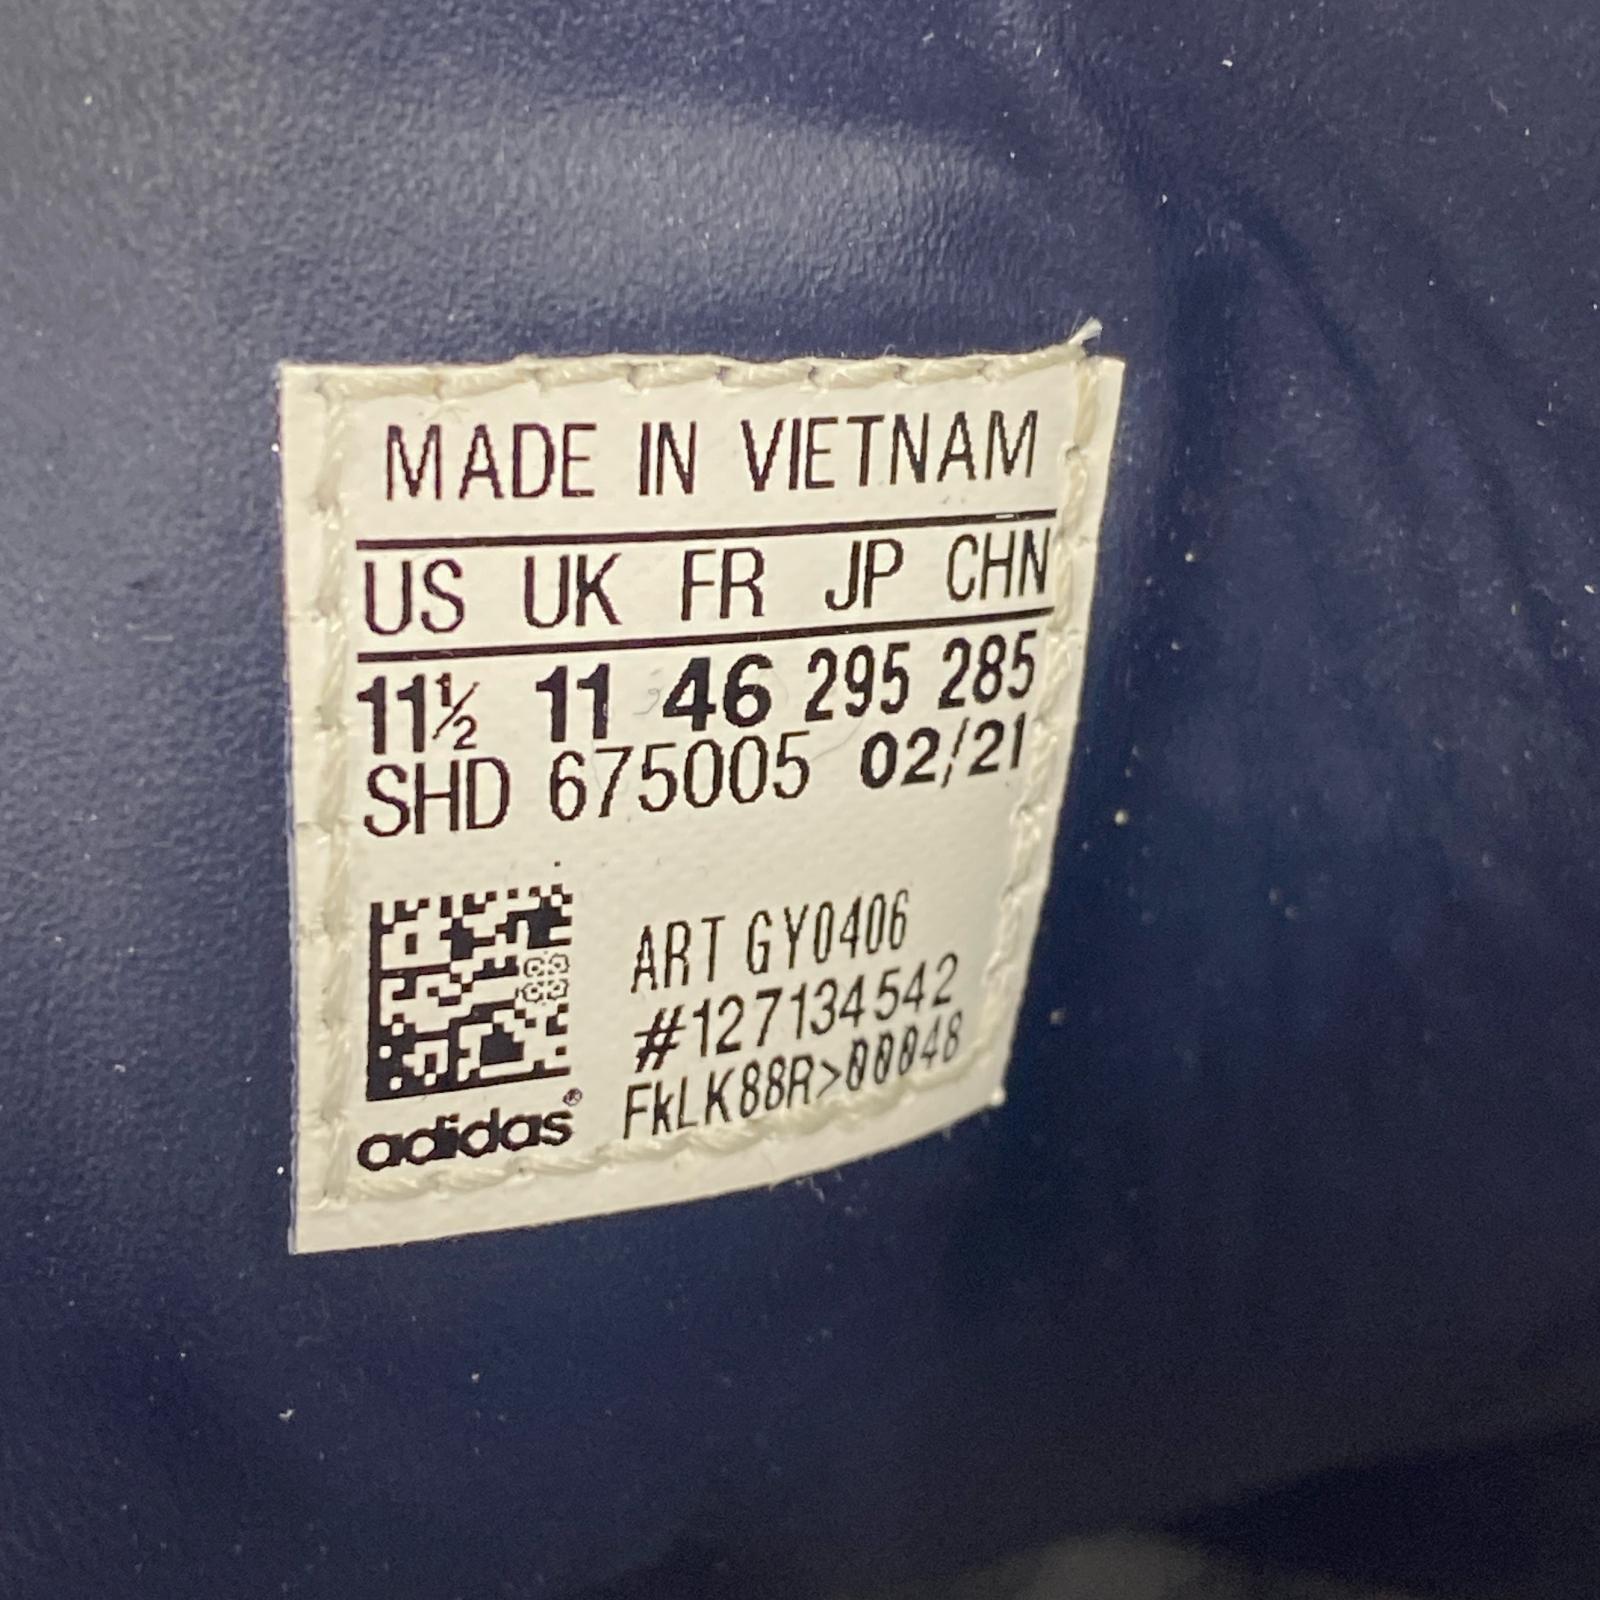 MADE IN VIETNAM
US UK FR JP CHN
11½ 11 46 295 285
SHD 675005 02/21
ART GY0406
#127134542
FkLK88R>00048
adidas®